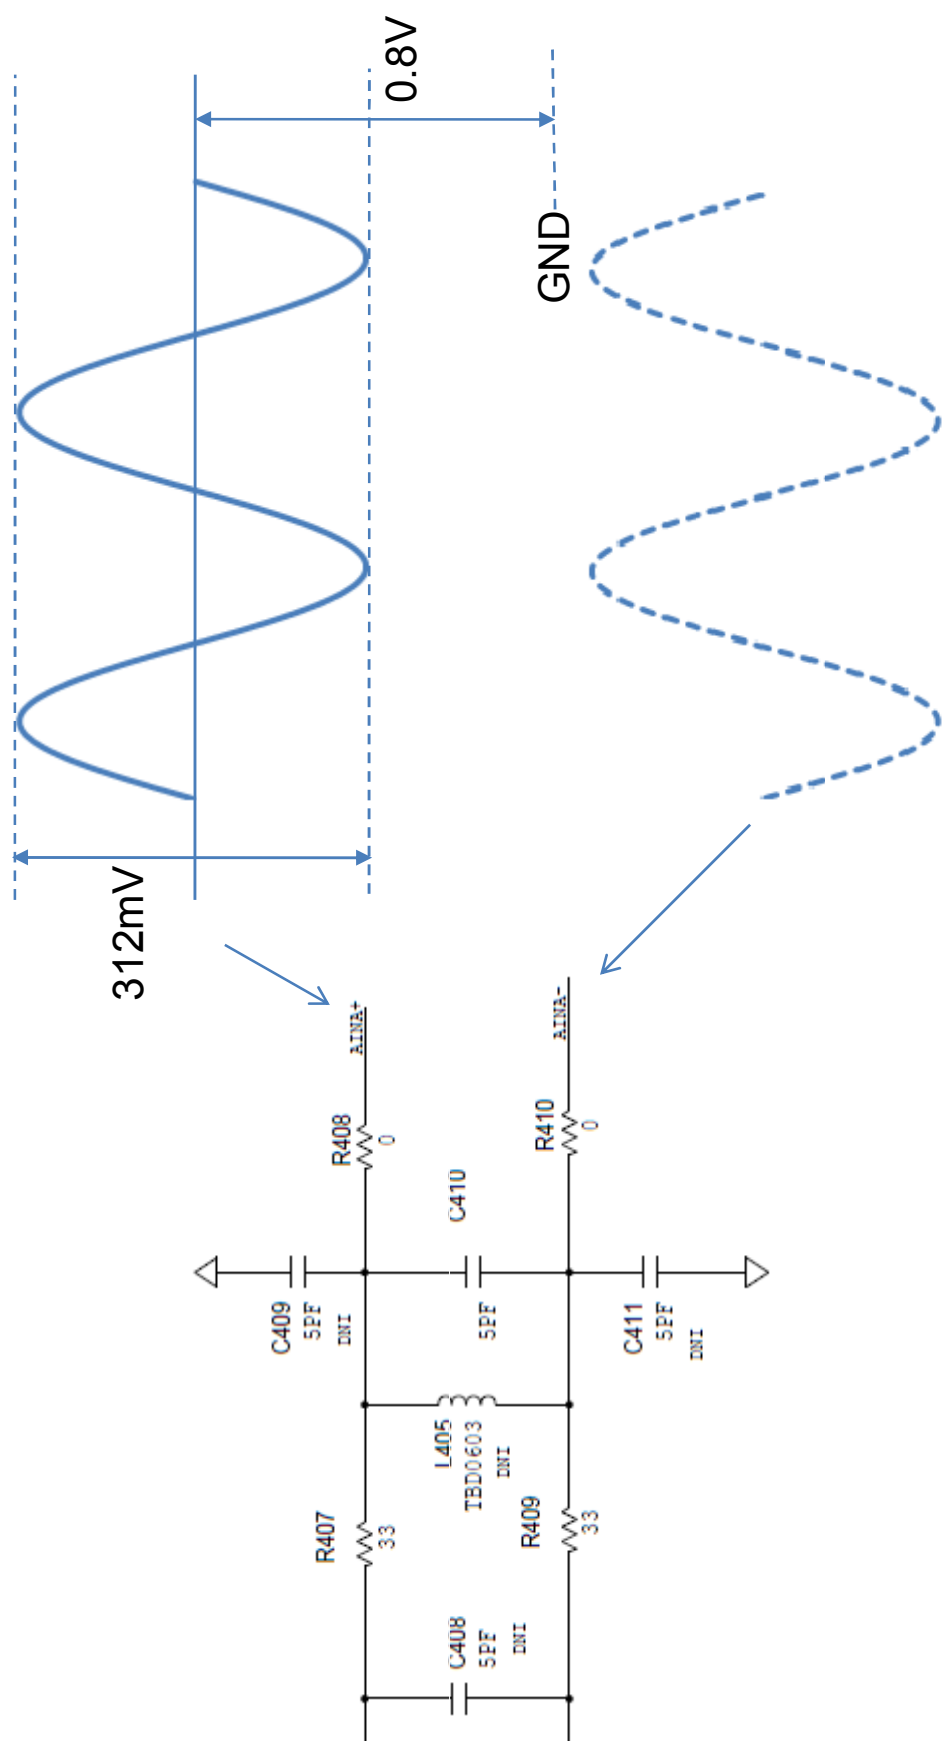 0.8V
GND
312mV
AINA+
AINA-
R408
0
R410
0
C410
5PF
C409
5PF
DNI
C411
5PF
DNI
L405
TBD0603
DNI
R407
33
R409
33
C408
5PF
DNI